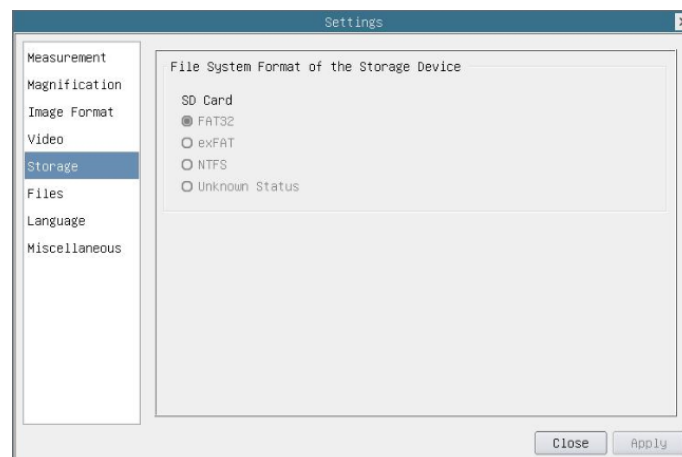 Settings
Measurement
Magnification
Image Format
Video
Storage
Files
Language
Miscellaneous
File System Format of the Storage Device
SD Card
FAT32
exFAT
NTFS
Unknown Status
Close
Apply